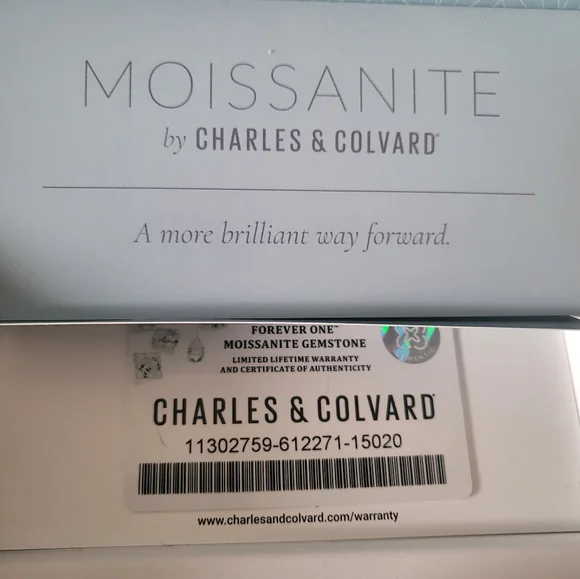 MOISSANITE
by CHARLES & COLVARD®
A more brilliant way forward.
FOREVER ONE™
MOISSANITE GEMSTONE
LIMITED LIFETIME WARRANTY
AND CERTIFICATE OF AUTHENTICITY
CHARLES & COLVARD®
11302759-612271-15020
www.charlesandcolvard.com/warranty